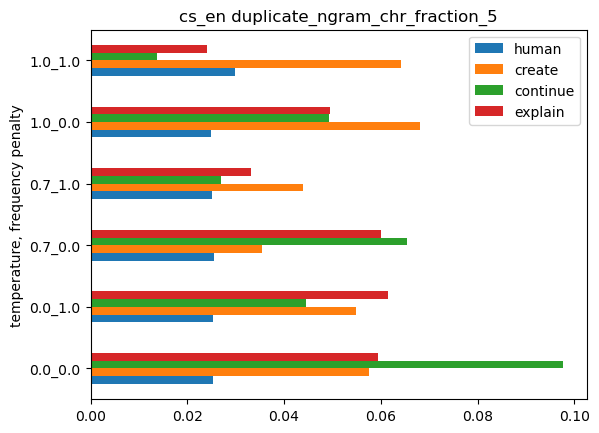 cs_en duplicate_ngram_chr_fraction_5
human
create
continue
explain
temperature, frequency penalty
1.0_1.0
1.0_0.0
0.7_1.0
0.7_0.0
0.0_1.0
0.0_0.0
0.00 0.02 0.04 0.06 0.08 0.10